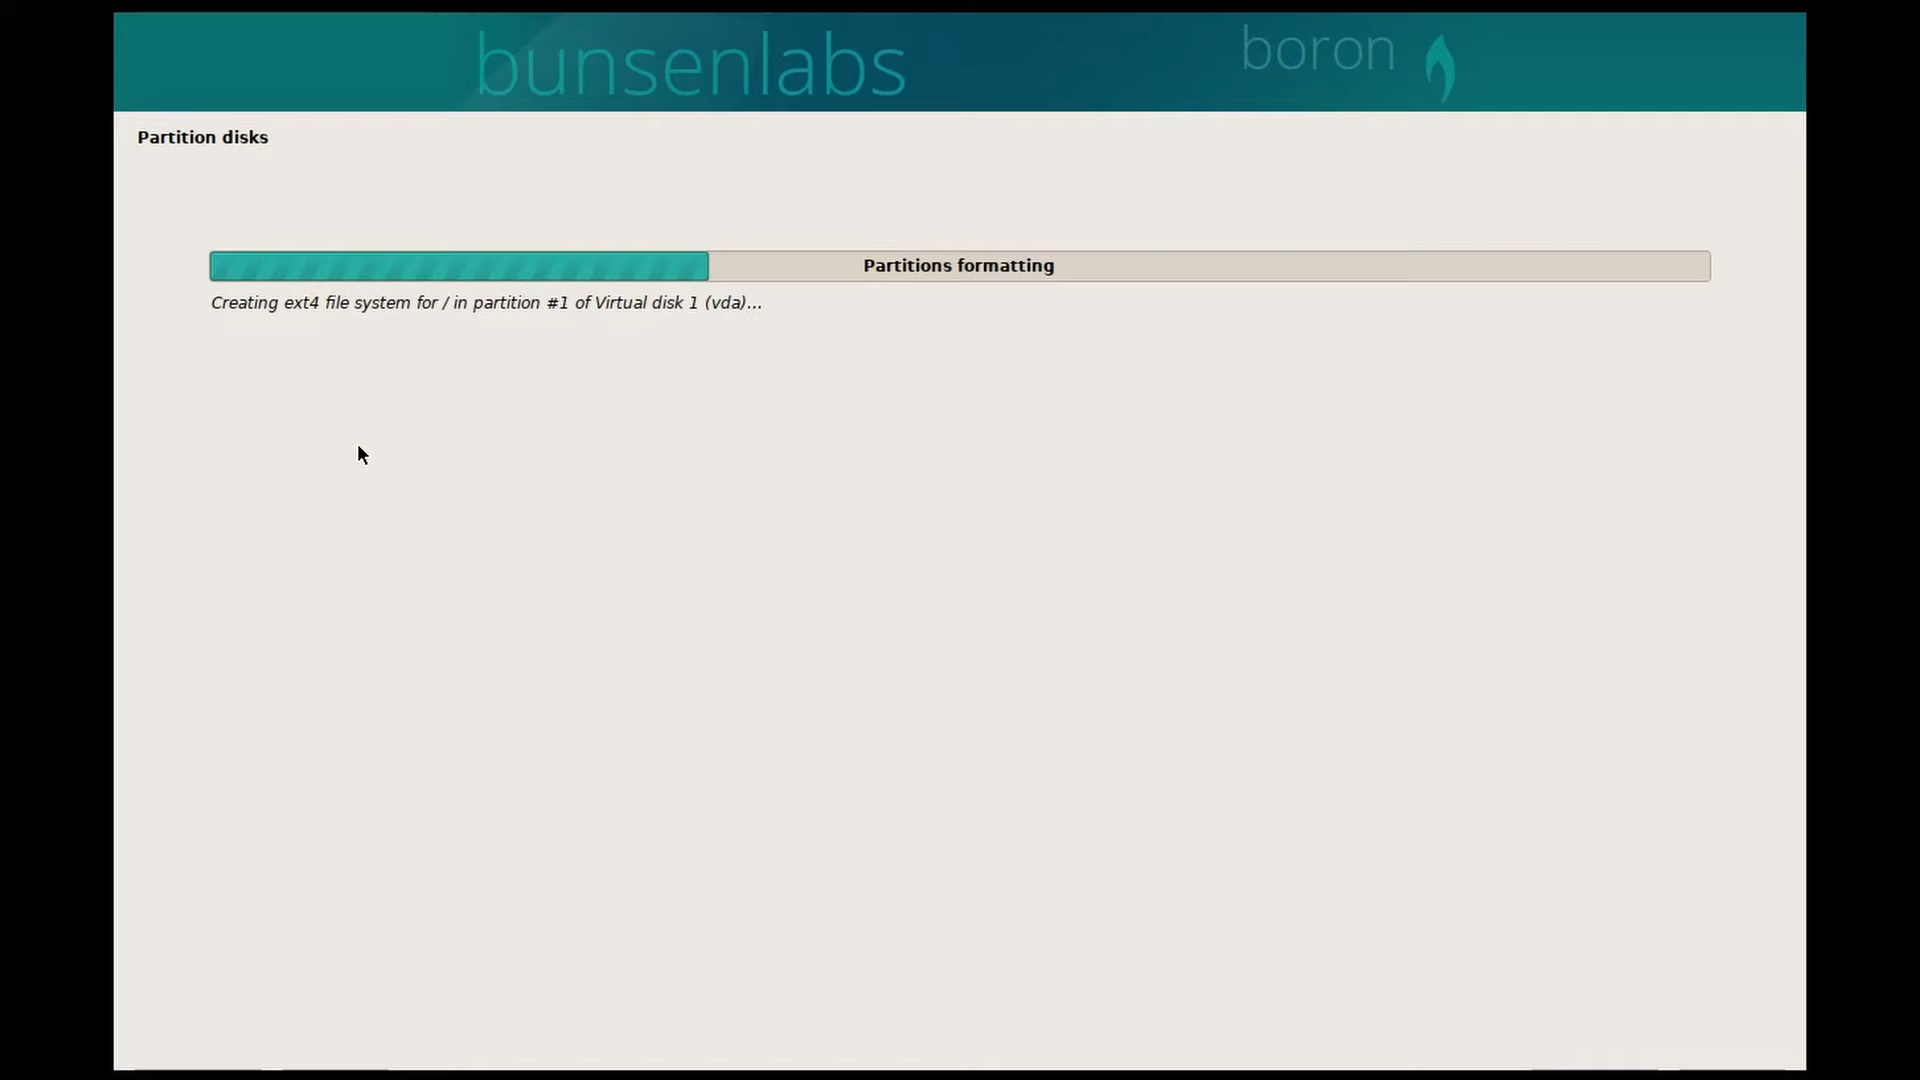 bunsenlabs
boron
Partition disks
Partitions formatting
Creating ext4 file system for / in partition #1 of Virtual disk 1 (vda)...